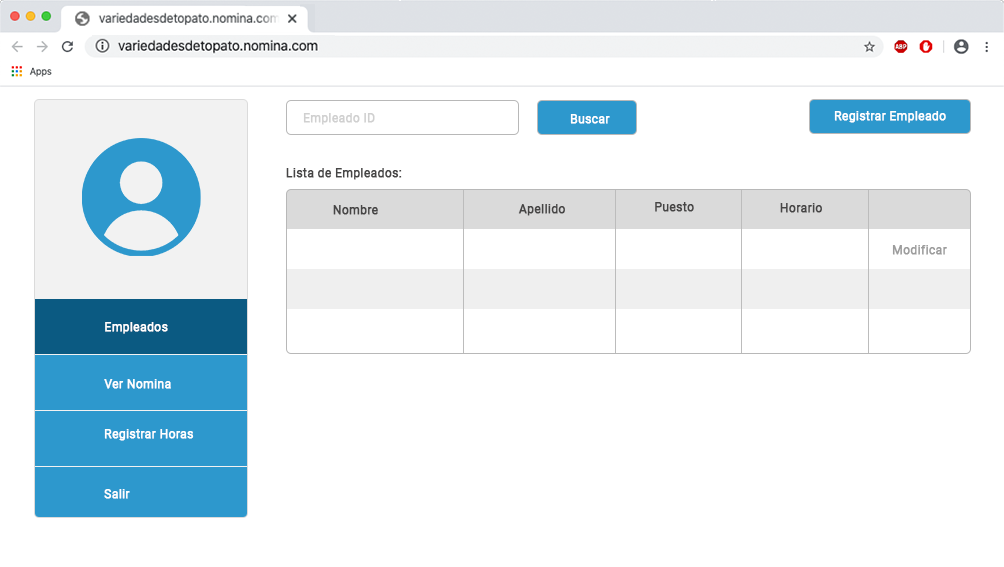 variedadesdetopato.nomina.com
variedadesdetopato.nomina.com
ABP
Apps
Empleado ID
Buscar
Registrar Empleado
Lista de Empleados:
Nombre Apellido Puesto Horario
Modificar
Empleados
Ver Nomina
Registrar Horas
Salir